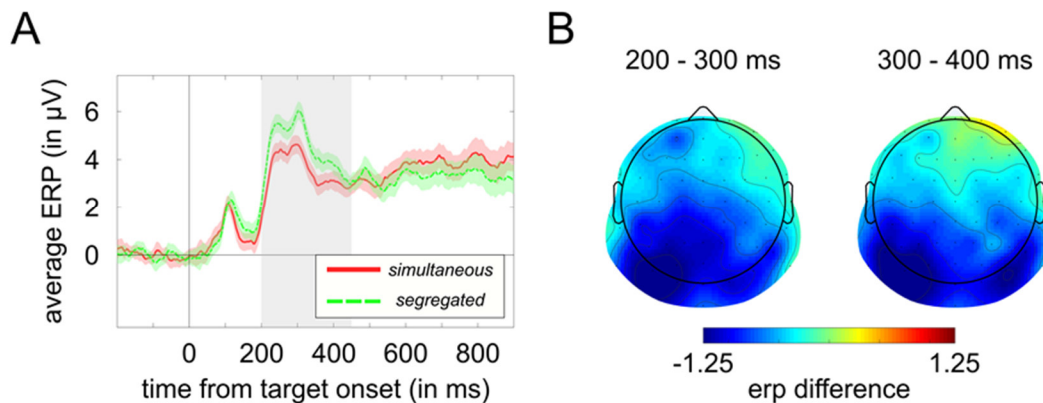 A
average ERP (in µV)
6
4
2
0
simultaneous
segregated
0
200
400
600
800
time from target onset (in ms)
B
200 - 300 ms
300 - 400 ms
-1.25
1.25
erp difference